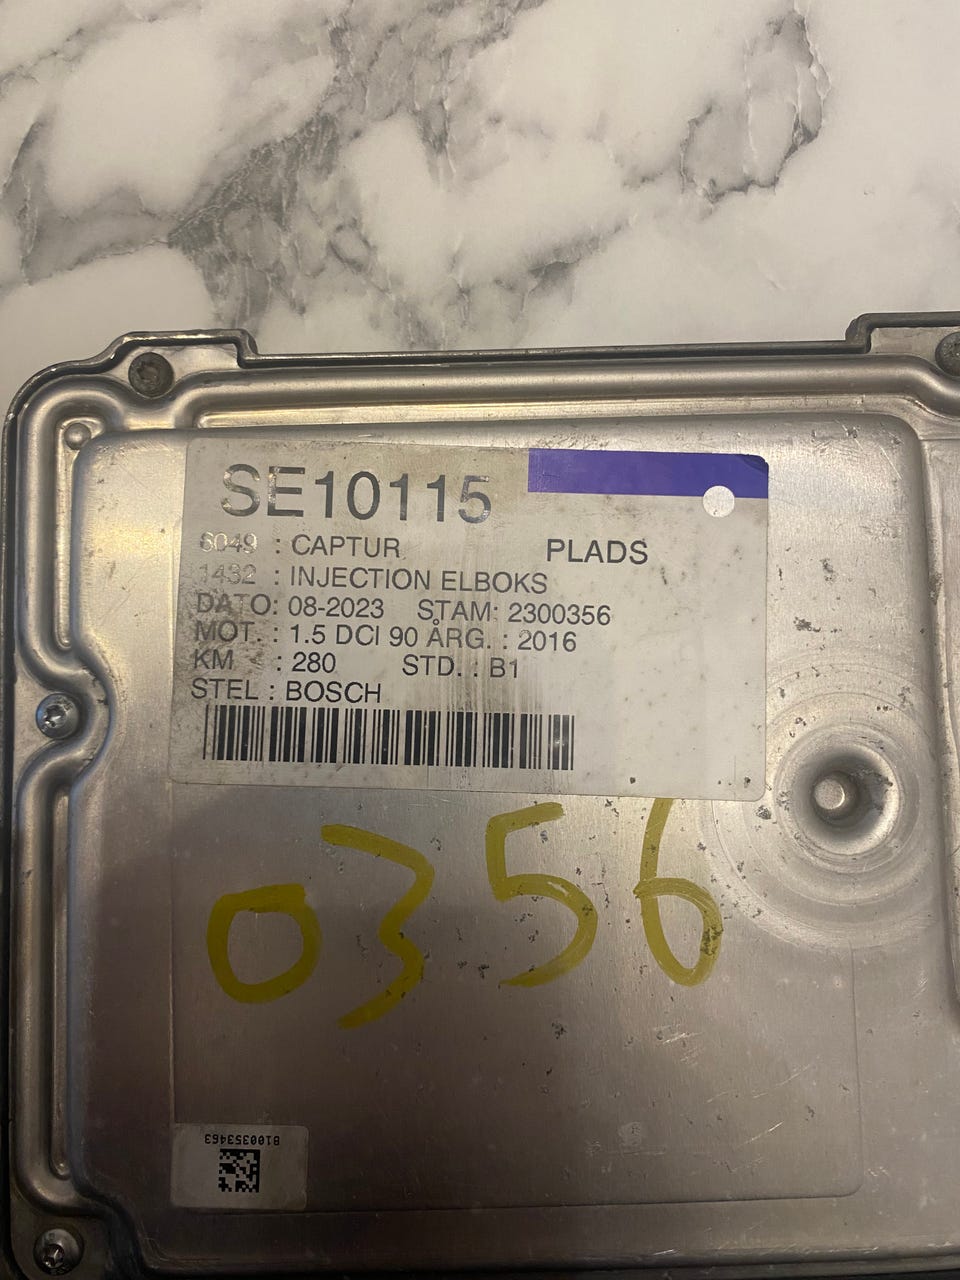 SE10115
6049 : CAPTUR PLADS
1432 : INJECTION ELBOKS
DATO: 08-2023 STAM: 2300356
MOT. : 1.5 DCI 90 ÅRG. : 2016
KM : 280 STD. : B1
STEL : BOSCH
0356
8100353463